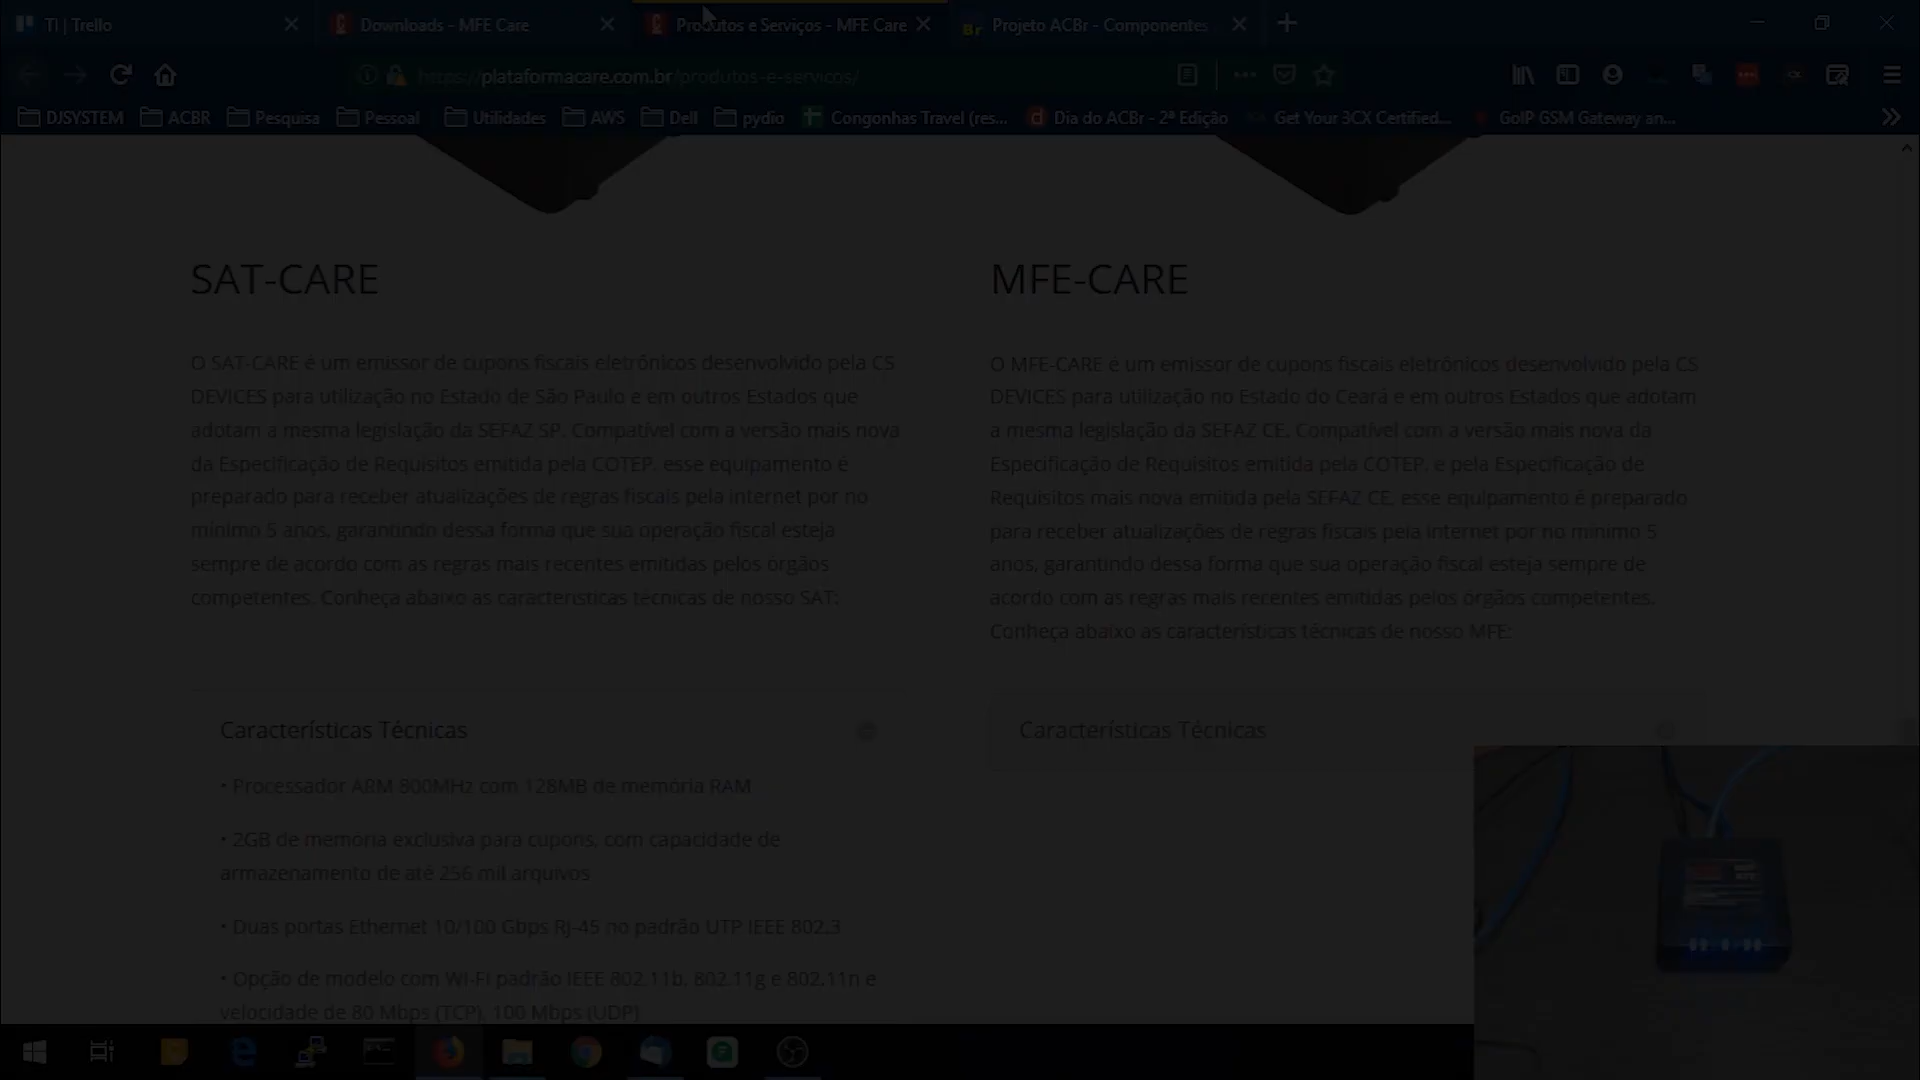 TI | Trello
Downloads - MFE Care
Produtos e Serviços - MFE Care
Projeto ACBr - Componentes
https://plataformacare.com.br/produtos-e-servicos/
DJSYSTEM
ACBR
Pesquisa
Pessoal
Utilidades
AWS
Dell
pydio
Congonhas Travel (res...
Dia do ACBr - 2ª Edição
Get Your 3CX Certified...
GoIP GSM Gateway an...
SAT-CARE
O SAT-CARE é um emissor de cupons fiscais eletrônicos desenvolvido pela CS
DEVICES para utilização no Estado de São Paulo e em outros Estados que
adotam a mesma legislação da SEFAZ SP. Compatível com a versão mais nova
da Especificação de Requisitos emitida pela COTEP, esse equipamento é
preparado para receber atualizações de regras fiscais pela internet por no
mínimo 5 anos, garantindo dessa forma que sua operação fiscal esteja
sempre de acordo com as regras mais recentes emitidas pelos órgãos
competentes. Conheça abaixo as características técnicas de nosso SAT:
Características Técnicas
• Processador ARM 800MHz com 128MB de memória RAM
• 2GB de memória exclusiva para cupons, com capacidade de
armazenamento de até 256 mil arquivos
• Duas portas Ethernet 10/100 Gbps Rj-45 no padrão UTP IEEE 802.3
• Opção de modelo com WI-FI padrão IEEE 802.11b, 802.11g e 802.11n e
velocidade de 80 Mbps (TCP), 100 Mbps (UDP)
MFE-CARE
O MFE-CARE é um emissor de cupons fiscais eletrônicos desenvolvido pela CS
DEVICES para utilização no Estado do Ceará e em outros Estados que adotam
a mesma legislação da SEFAZ CE. Compatível com a versão mais nova da
Especificação de Requisitos emitida pela COTEP, e pela Especificação de
Requisitos mais nova emitida pela SEFAZ CE, esse equipamento é preparado
para receber atualizações de regras fiscais pela internet por no mínimo 5
anos, garantindo dessa forma que sua operação fiscal esteja sempre de
acordo com as regras mais recentes emitidas pelos órgãos competentes.
Conheça abaixo as características técnicas de nosso MFE:
Características Técnicas